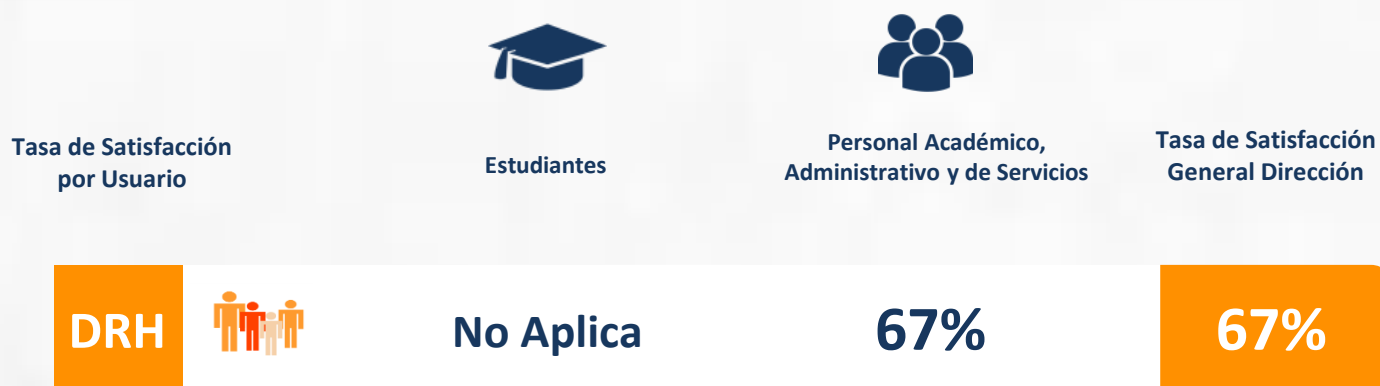 Tasa de Satisfacción
por Usuario
Estudiantes
Personal Académico,
Administrativo y de Servicios
Tasa de Satisfacción
General Dirección
DRH
No Aplica
67%
67%